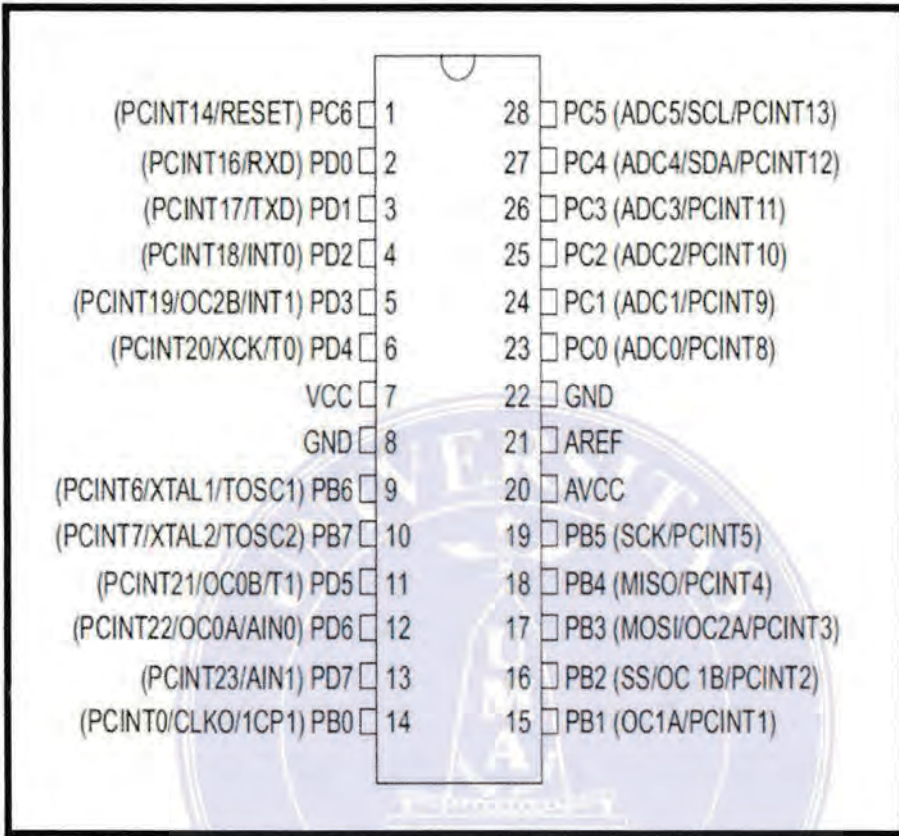 (PCINT14/RESET) PC6 1
(PCINT16/RXD) PD0 2
(PCINT17/TXD) PD1 3
(PCINT18/INT0) PD2 4
(PCINT19/OC2B/INT1) PD3 5
(PCINT20/XCK/T0) PD4 6
VCC 7
GND 8
(PCINT6/XTAL1/TOSC1) PB6 9
(PCINT7/XTAL2/TOSC2) PB7 10
(PCINT21/OC0B/T1) PD5 11
(PCINT22/OC0A/AIN0) PD6 12
(PCINT23/AIN1) PD7 13
(PCINT0/CLKO/1CP1) PB0 14
28 PC5 (ADC5/SCL/PCINT13)
27 PC4 (ADC4/SDA/PCINT12)
26 PC3 (ADC3/PCINT11)
25 PC2 (ADC2/PCINT10)
24 PC1 (ADC1/PCINT9)
23 PC0 (ADC0/PCINT8)
22 GND
21 AREF
20 AVCC
19 PB5 (SCK/PCINT5)
18 PB4 (MISO/PCINT4)
17 PB3 (MOSI/OC2A/PCINT3)
16 PB2 (SS/OC 1B/PCINT2)
15 PB1 (OC1A/PCINT1)
UNIVERSITAS
UMA